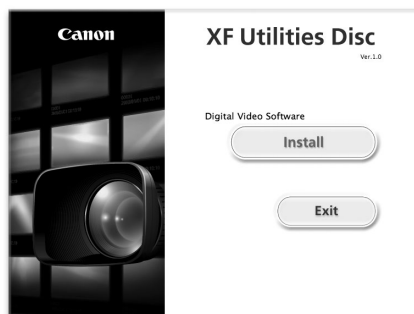 Canon
XF Utilities Disc
Ver.1.0
Digital Video Software
Install
Exit